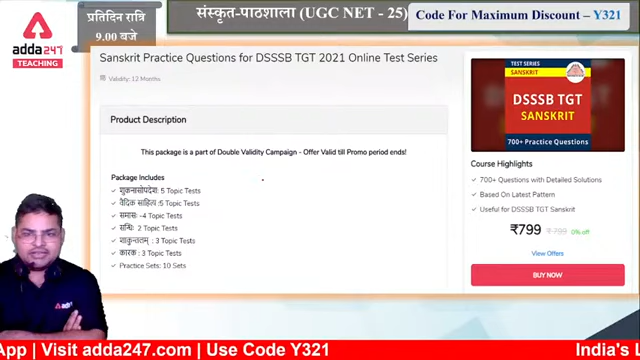 adda247
TEACHING
प्रतिदिन रात्रि
9.00 बजे
संस्कृत-पाठशाला (UGC NET - 25)
Code For Maximum Discount – Y321
Sanskrit Practice Questions for DSSSB TGT 2021 Online Test Series
Validity: 12 Months
Product Description
This package is a part of Double Validity Campaign - Offer Valid till Promo period ends!
Package Includes
शुकनासोपदेश: 5 Topic Tests
वैदिक साहित्य :5 Topic Tests
समासः -4 Topic Tests
सन्धिः 2 Topic Tests
शाकुन्तलम् : 3 Topic Tests
कारक : 3 Topic Tests
Practice Sets: 10 Sets
TEST SERIES
SANSKRIT
DSSSB TGT
SANSKRIT
700+ Practice Questions
Course Highlights
700+ Questions with Detailed Solutions
Based On Latest Pattern
Useful for DSSSB TGT Sanskrit
₹799 ₹799 0% off
View Offers
BUY NOW
App | Visit adda247.com | Use Code Y321
India's L